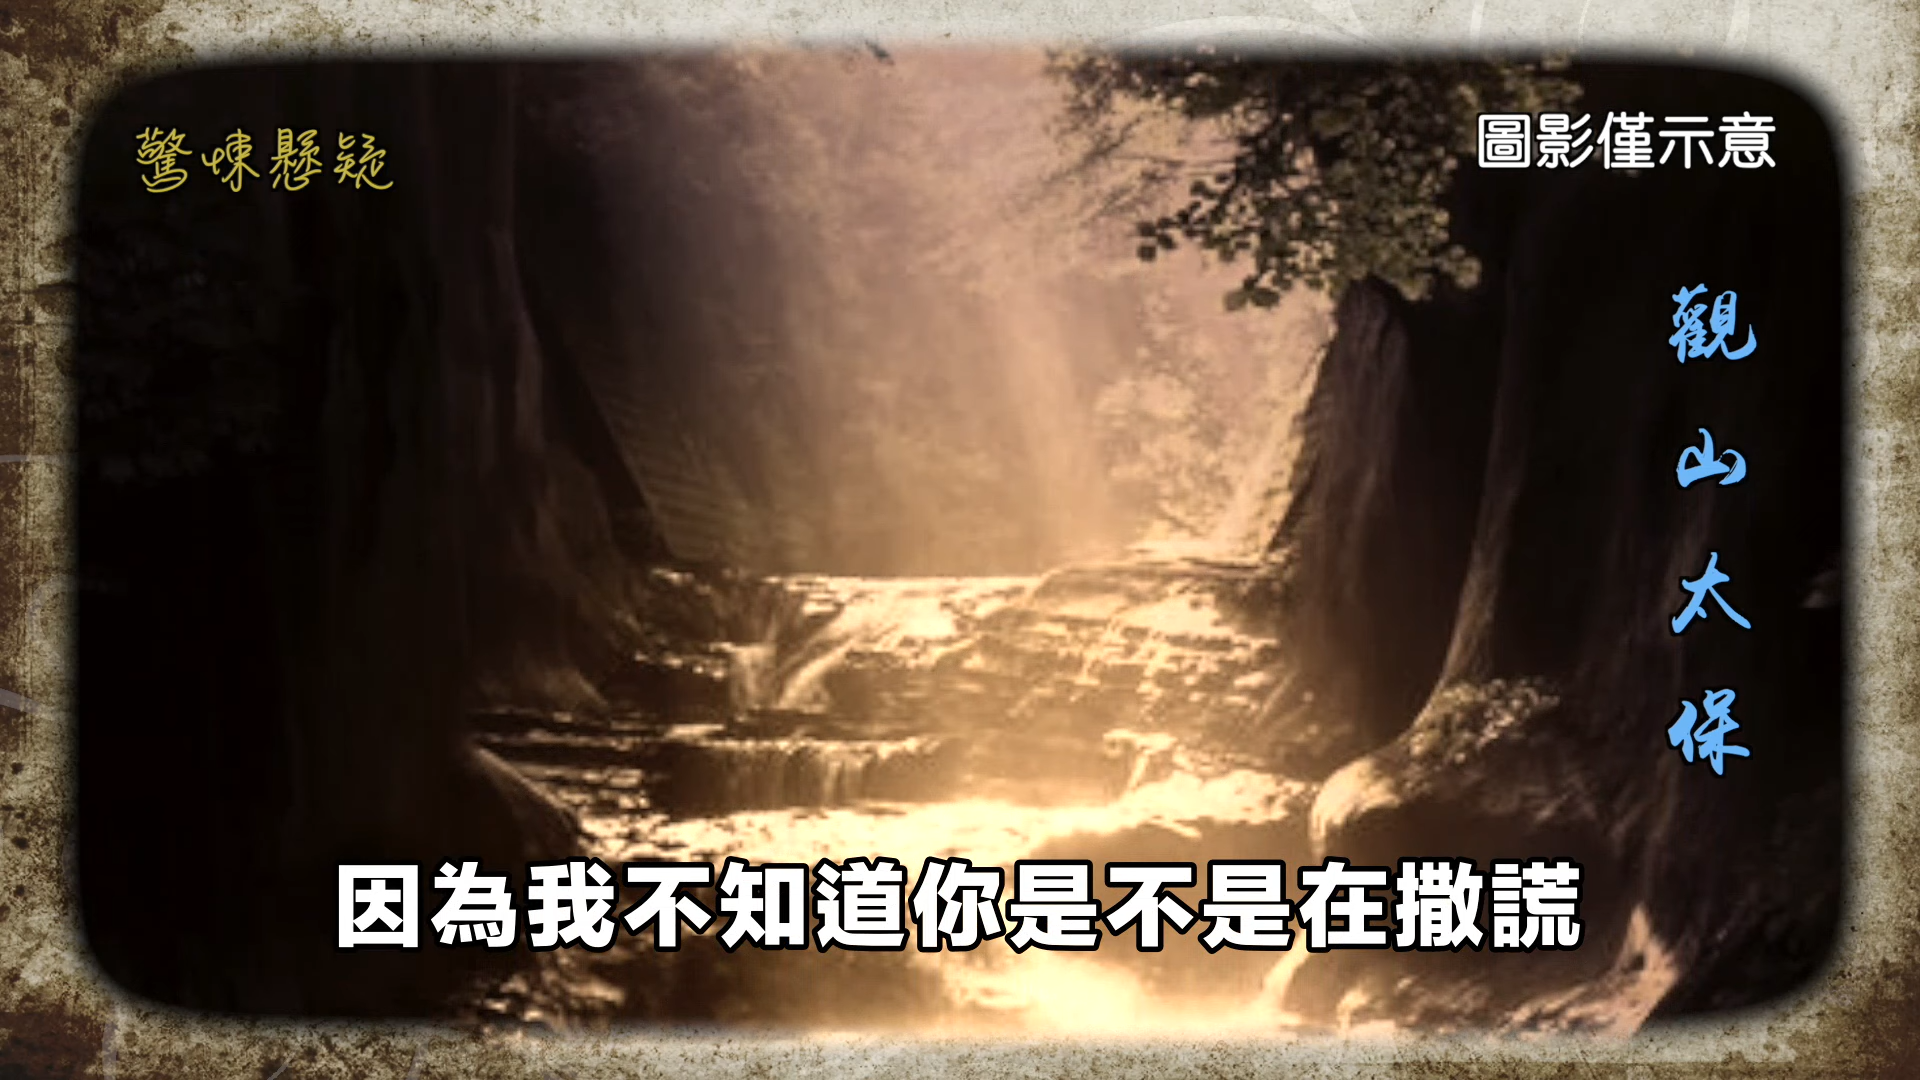 驚悚懸疑
圖影僅示意
觀山太保
因為我不知道你是不是在撒謊